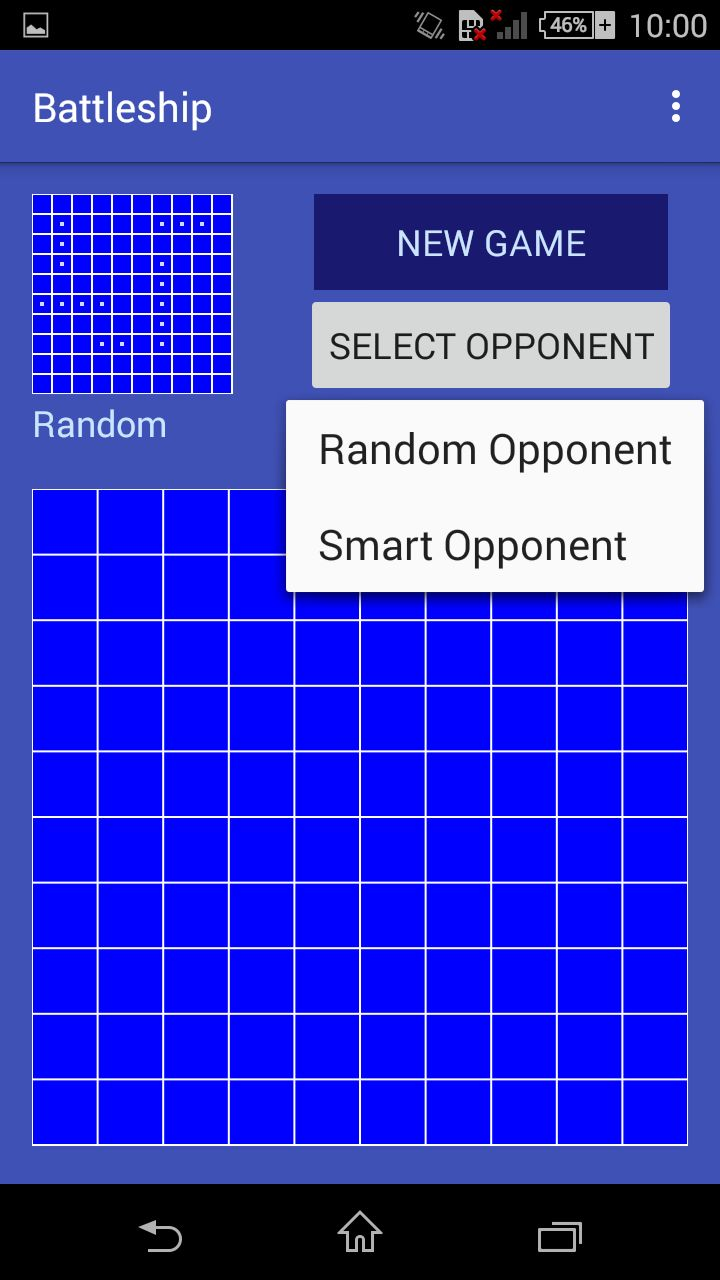 46% 10:00
Battleship
NEW GAME
SELECT OPPONENT
Random
Random Opponent
Smart Opponent